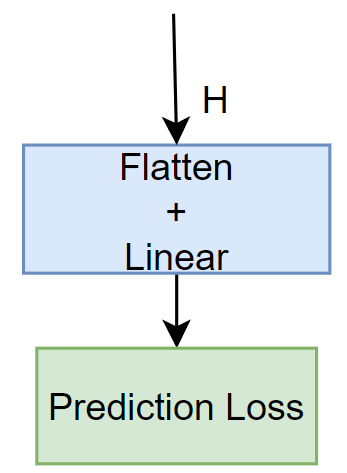 H
Flatten
+
Linear
Prediction Loss